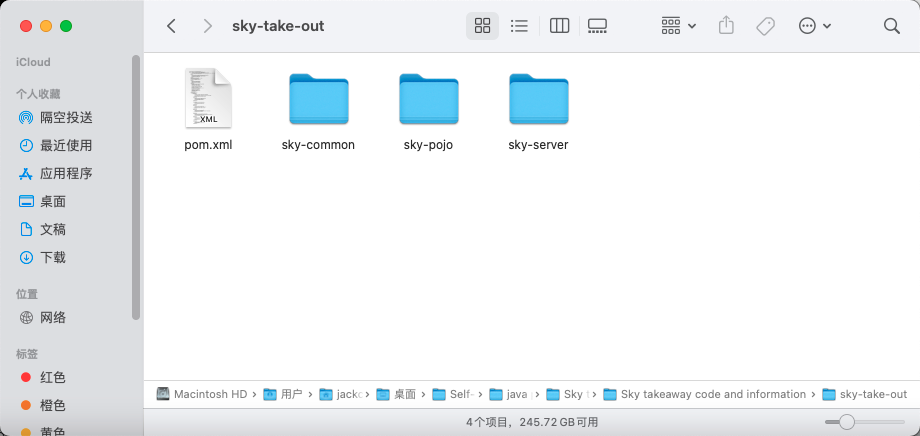 sky-take-out
iCloud
个人收藏
隔空投送
最近使用
应用程序
桌面
文稿
下载
位置
网络
标签
红色
橙色
黄色
XML
pom.xml
sky-common
sky-pojo
sky-server
Macintosh HD › 用户 › jack › 桌面 › Self- › java › Sky › Sky takeaway code and information › sky-take-out
4个项目，245.72 GB可用